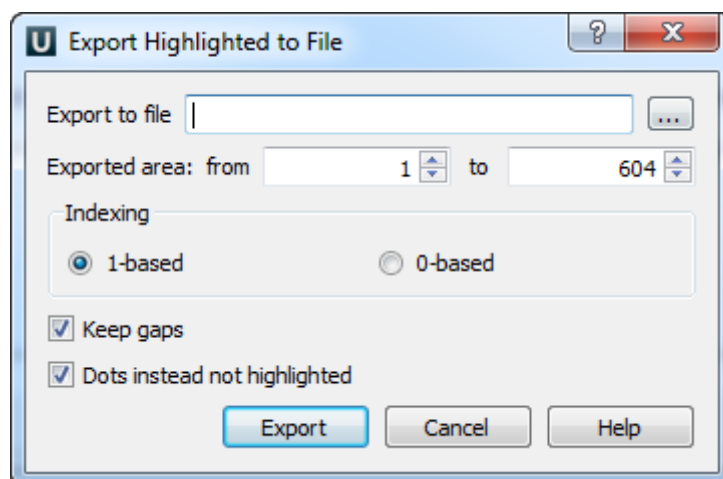 U Export Highlighted to File ? X
Export to file ...
Exported area: from 1 to 604
Indexing
1-based 0-based
Keep gaps
Dots instead not highlighted
Export Cancel Help